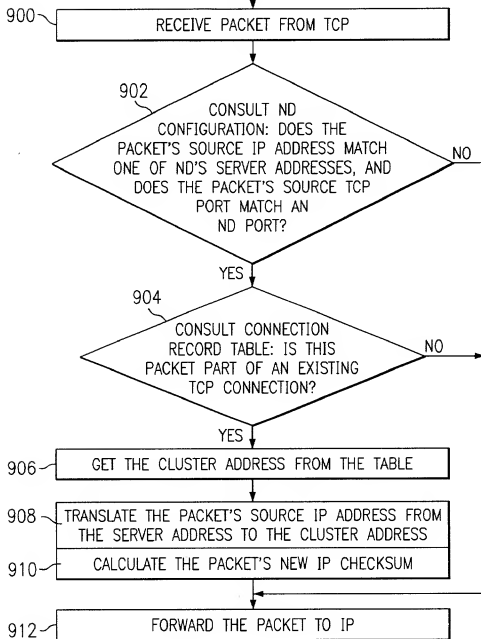 900
RECEIVE PACKET FROM TCP
902
CONSULT ND
CONFIGURATION: DOES THE
PACKET'S SOURCE IP ADDRESS MATCH
ONE OF ND'S SERVER ADDRESSES, AND
DOES THE PACKET'S SOURCE TCP
PORT MATCH AN
ND PORT?
NO
YES
904
CONSULT CONNECTION
RECORD TABLE: IS THIS
PACKET PART OF AN EXISTING
TCP CONNECTION?
NO
YES
906
GET THE CLUSTER ADDRESS FROM THE TABLE
908
TRANSLATE THE PACKET'S SOURCE IP ADDRESS FROM
THE SERVER ADDRESS TO THE CLUSTER ADDRESS
910
CALCULATE THE PACKET'S NEW IP CHECKSUM
912
FORWARD THE PACKET TO IP